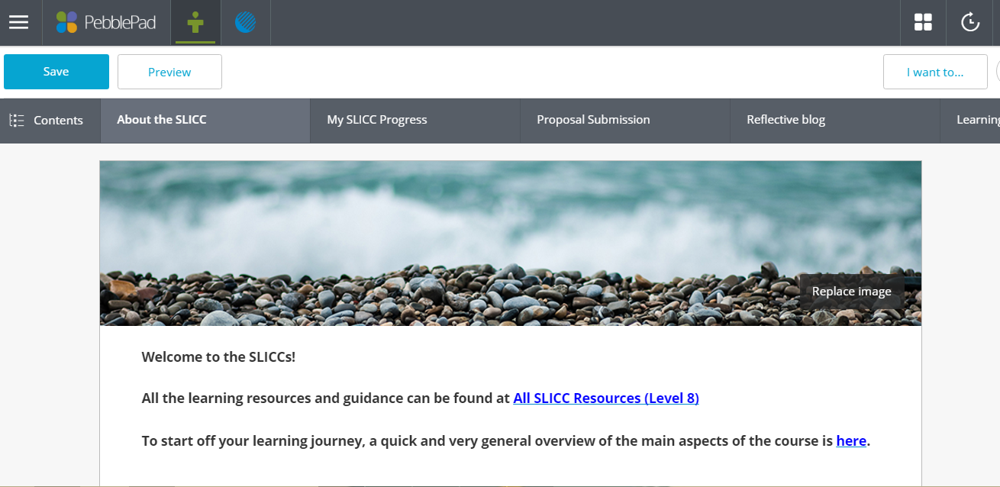 PebblePad
Save
Preview
I want to...
Contents
About the SLICC
My SLICC Progress
Proposal Submission
Reflective blog
Learning
Replace image
Welcome to the SLICCs!
All the learning resources and guidance can be found at All SLICC Resources (Level 8)
To start off your learning journey, a quick and very general overview of the main aspects of the course is here.